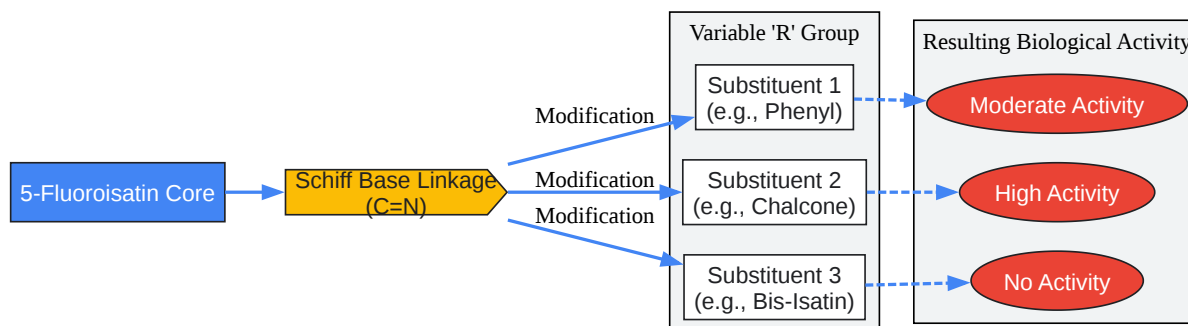 5-Fluoroisatin Core
Schiff Base Linkage
(C=N)
Modification
Modification
Modification
Variable 'R' Group
Substituent 1
(e.g., Phenyl)
Substituent 2
(e.g., Chalcone)
Substituent 3
(e.g., Bis-Isatin)
Resulting Biological Activity
Moderate Activity
High Activity
No Activity